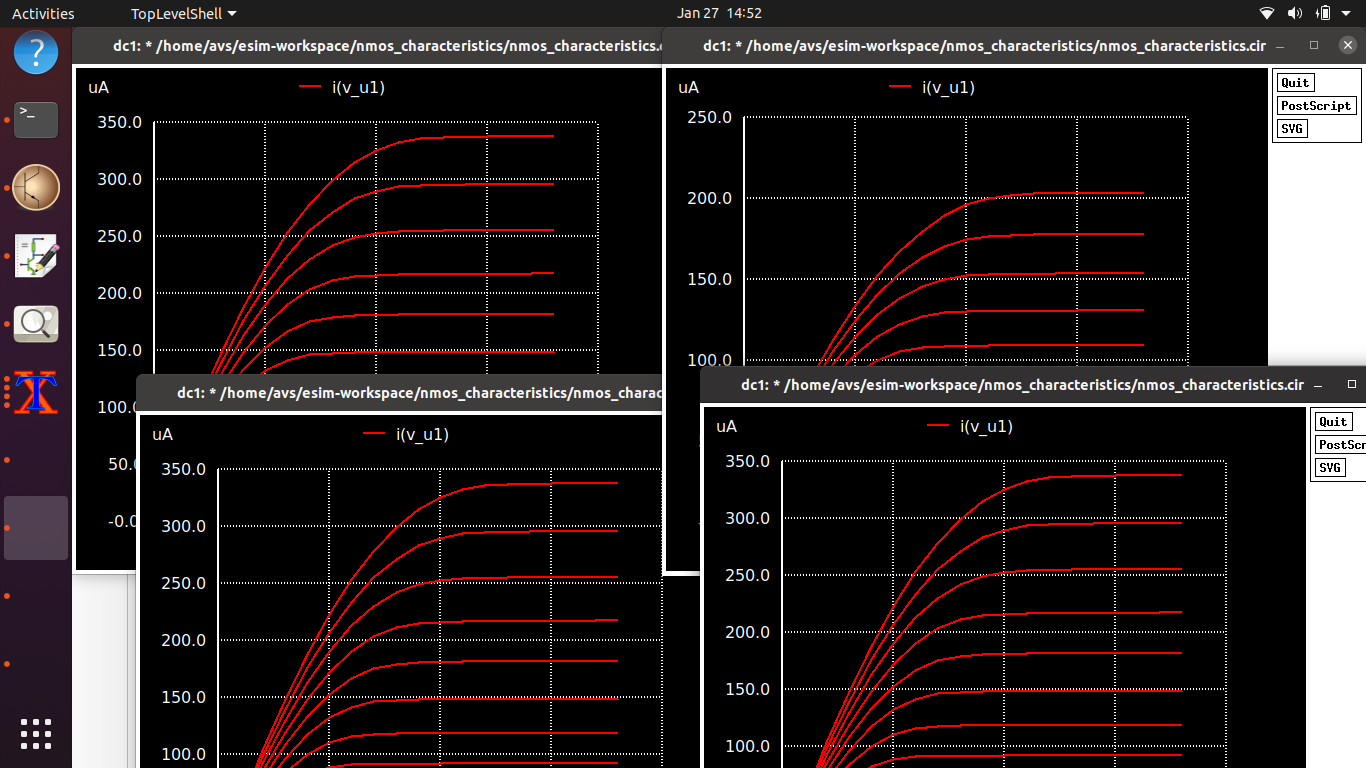 Activities
TopLevelShell
Jan 27 14:52
dc1: * /home/avs/esim-workspace/nmos_characteristics/nmos_characteristics.c
uA
i(v_u1)
350.0
300.0
250.0
200.0
150.0
100.0
50.0
-0.0
dc1: * /home/avs/esim-workspace/nmos_characteristics/nmos_characteristics.cir
Quit
PostScript
SVG
uA
i(v_u1)
250.0
200.0
150.0
100.0
dc1: * /home/avs/esim-workspace/nmos_characteristics/nmos_charac
uA
i(v_u1)
350.0
300.0
250.0
200.0
150.0
100.0
dc1: * /home/avs/esim-workspace/nmos_characteristics/nmos_characteristics.cir
Quit
PostScr
SVG
uA
i(v_u1)
350.0
300.0
250.0
200.0
150.0
100.0